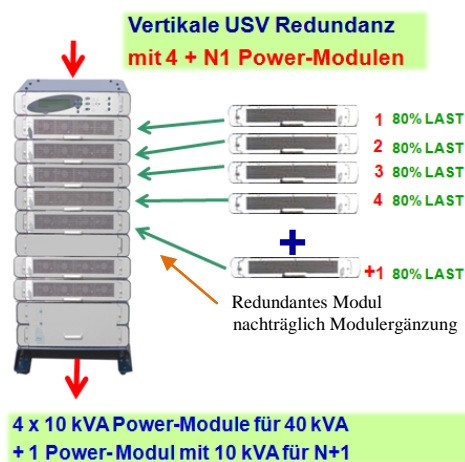 Vertikale USV Redundanz
mit 4 + N1 Power-Modulen
1 80% LAST
2 80% LAST
3 80% LAST
4 80% LAST
+
+1 80% LAST
Redundantes Modul
nachträglich Modulergänzung
4 x 10 kVA Power-Module für 40 kVA
+ 1 Power- Modul mit 10 kVA für N+1